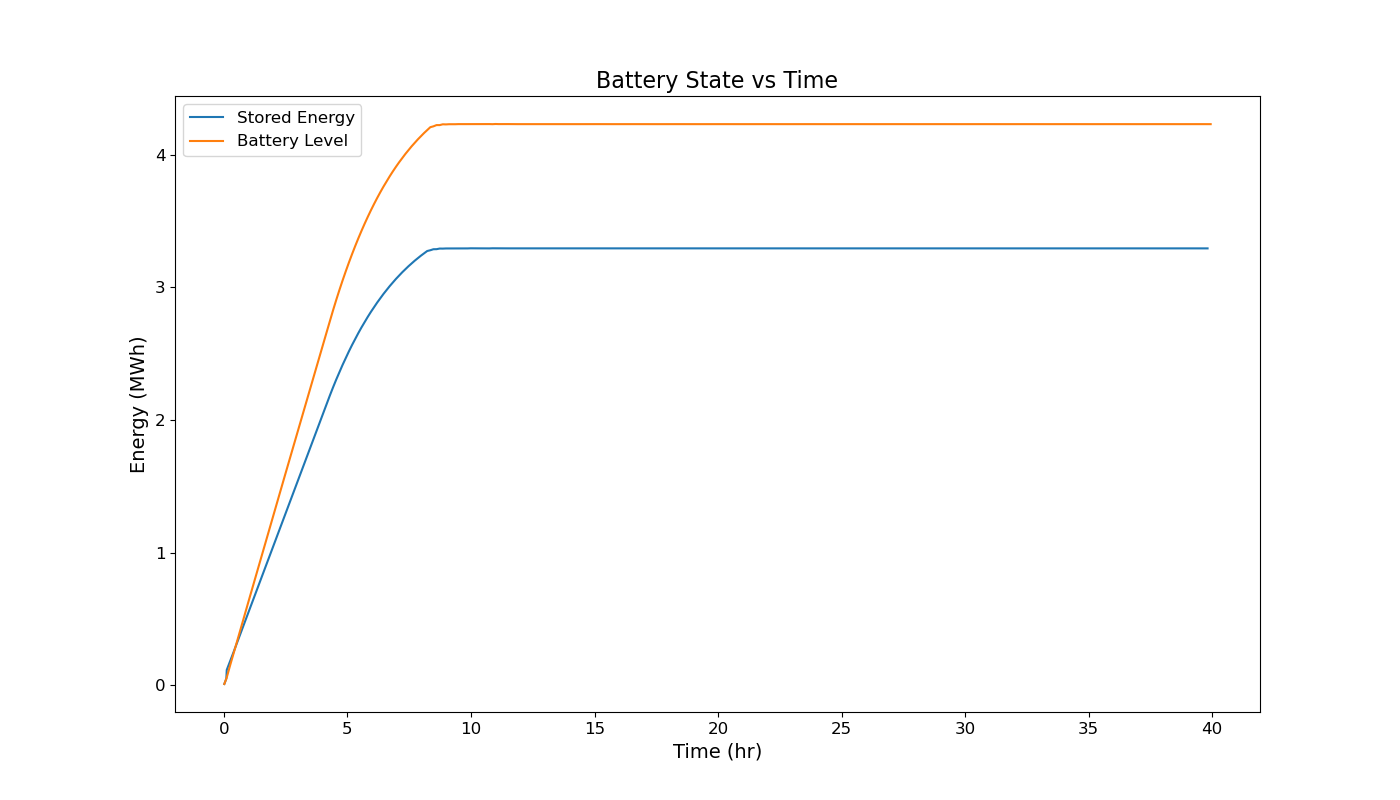 Battery State vs Time
Stored Energy
Battery Level
Energy (MWh)
4
3
2
1
0
0 5 10 15 20 25 30 35 40
Time (hr)